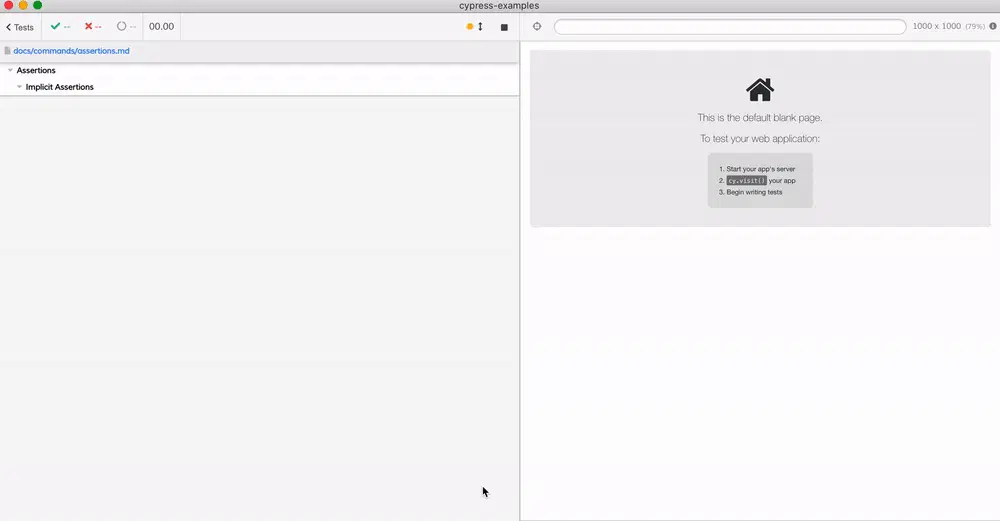 cypress-examples
Tests -- -- -- 00.00 1000 x 1000 (79%)
docs/commands/assertions.md
Assertions
Implicit Assertions
This is the default blank page.
To test your web application:
1. Start your app's server
2. cy.visit() your app
3. Begin writing tests